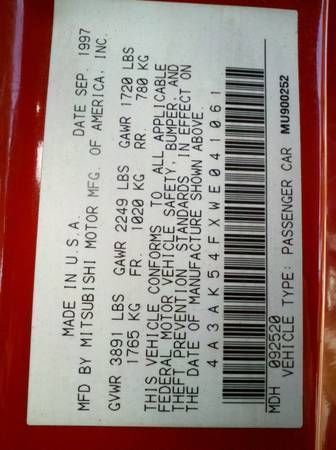 MADE IN U.S.A. DATE SEP. 1997
MFD BY MITSUBISHI MOTOR MFG. OF AMERICA, INC.
GVWR 3891 LBS GAWR 2249 LBS GAWR 1720 LBS
1765 KG FR. 1020 KG RR. 780 KG
THIS VEHICLE CONFORMS TO ALL APPLICABLE
FEDERAL MOTOR VEHICLE SAFETY, BUMPER, AND
THEFT PREVENTION STANDARDS IN EFFECT ON
THE DATE OF MANUFACTURE SHOWN ABOVE.
4A3AK54FXWE041061
MDH 092520
VEHICLE TYPE: PASSENGER CAR MU900252